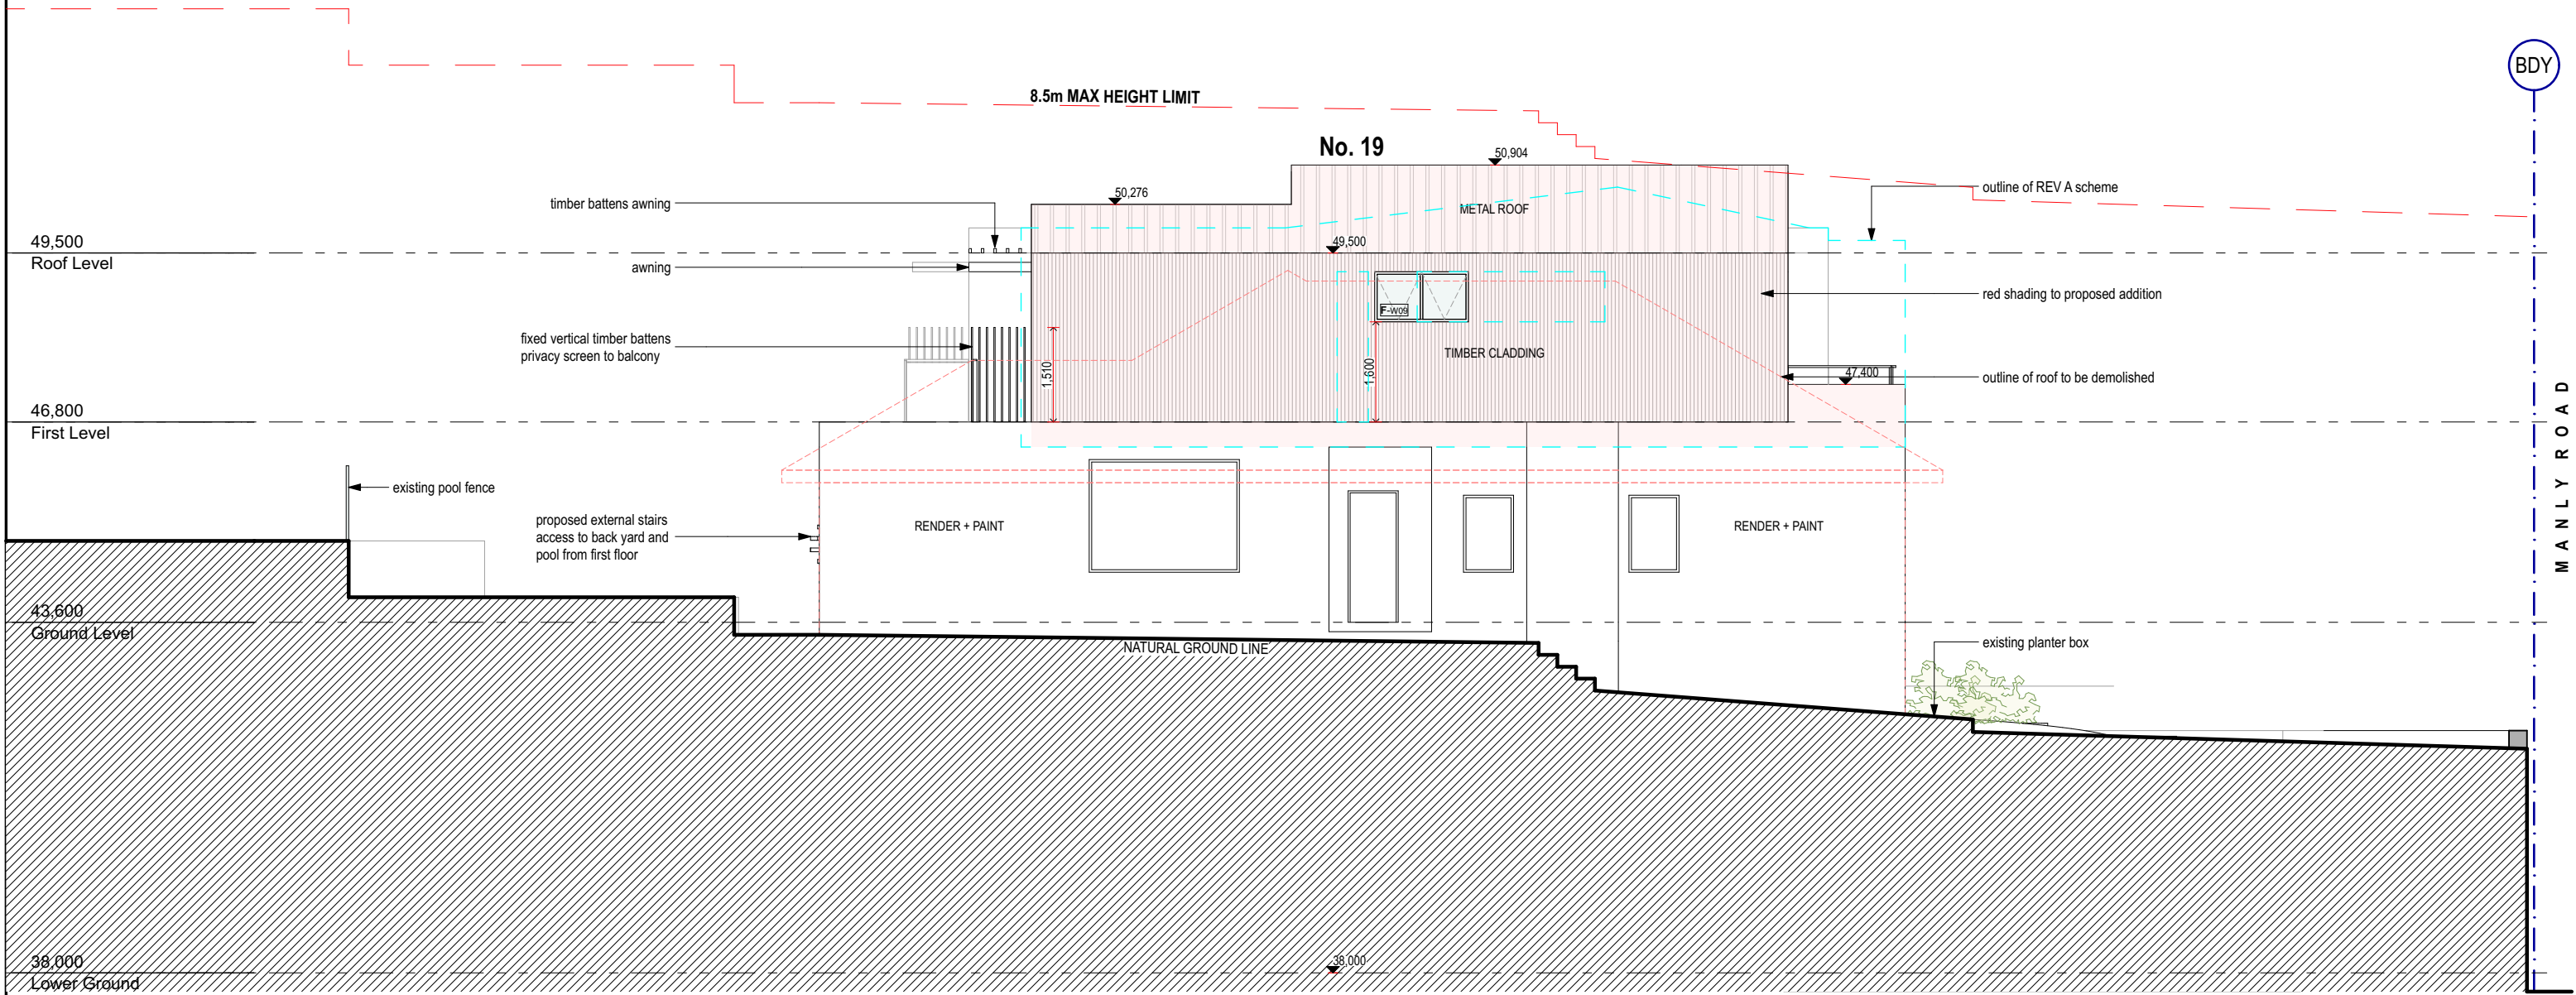 BDY
8.5m MAX HEIGHT LIMIT
No. 19
50,904
outline of REV A scheme
50,276
timber battens awning
METAL ROOF
49,500
Roof Level
49,500
awning
red shading to proposed addition
F-W09
fixed vertical timber battens
privacy screen to balcony
TIMBER CLADDING
1,510
1,600
47,400
outline of roof to be demolished
46,800
First Level
MANLY ROAD
existing pool fence
proposed external stairs
access to back yard and
pool from first floor
RENDER + PAINT
RENDER + PAINT
43,600
Ground Level
NATURAL GROUND LINE
existing planter box
38,000
Lower Ground
38,000